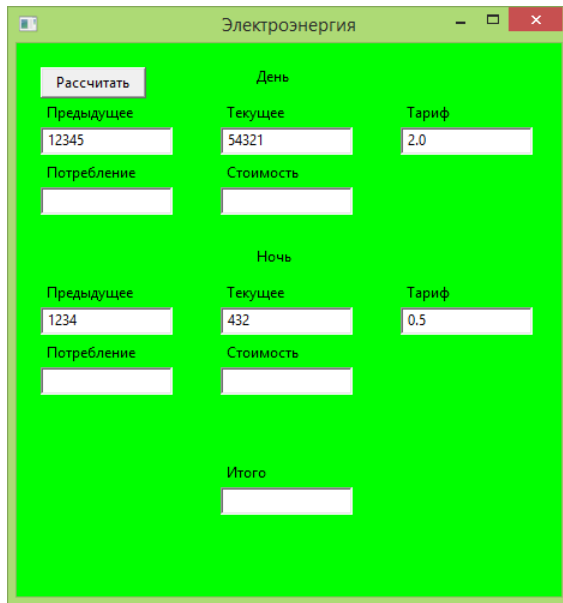 Электроэнергия
Рассчитать День
Предыдущее Текущее Тариф
12345 54321 2.0
Потребление Стоимость
Ночь
Предыдущее Текущее Тариф
1234 432 0.5
Потребление Стоимость
Итого